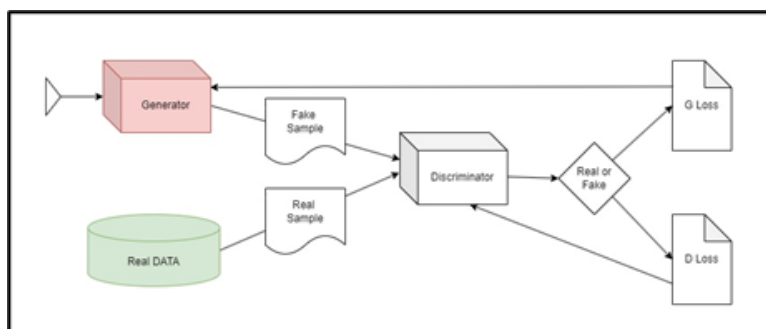 Generator
Fake
Sample
G Loss
Discriminator
Real or
Fake
Real
Sample
Real DATA
D Loss